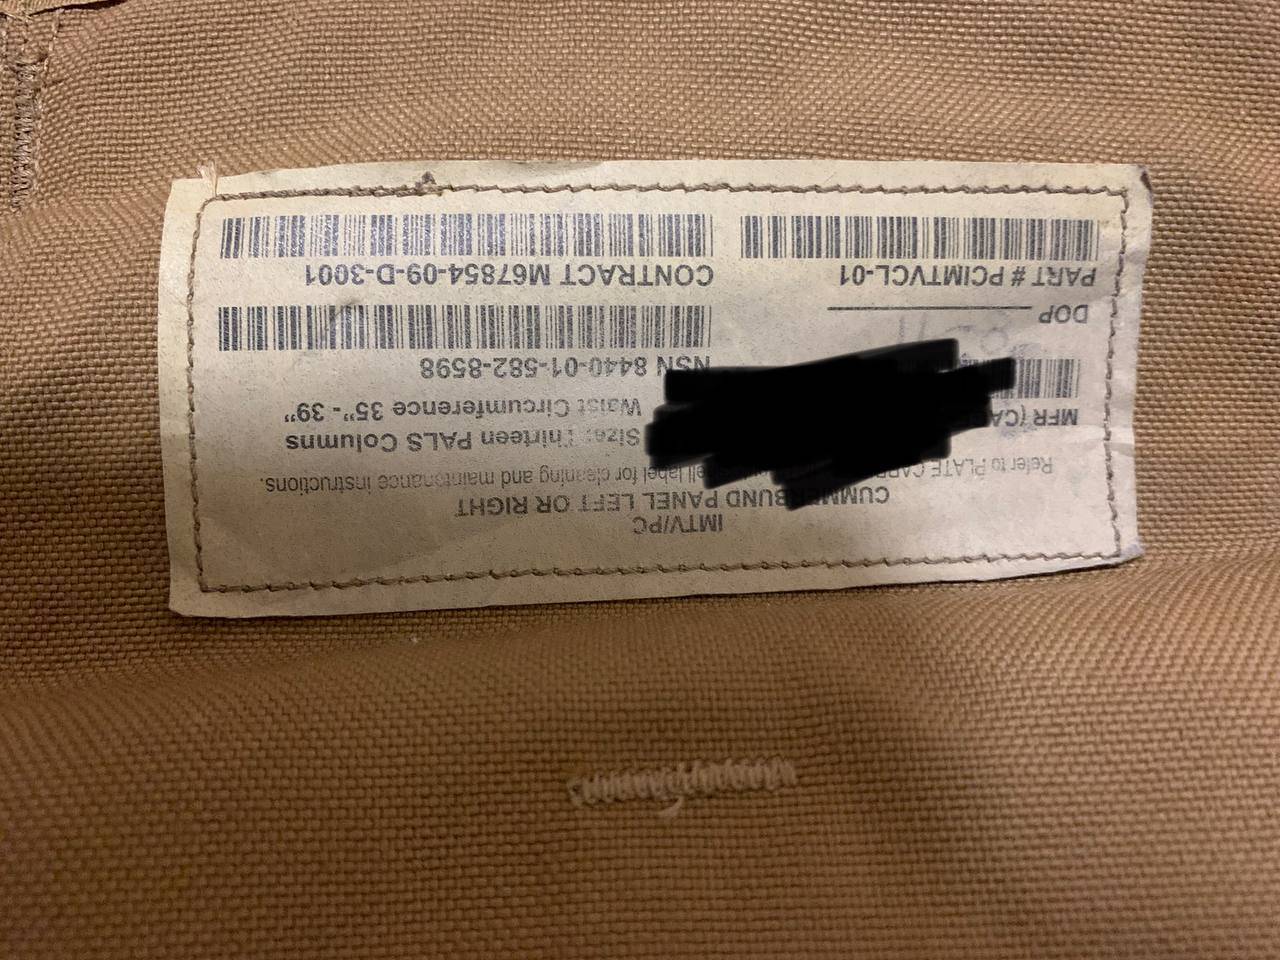 IMTV/PC
CUMMERBUND PANEL LEFT OR RIGHT
Refer to PLATE label for cleaning and maintenance instructions.
MFR
Size: Thirteen PALS Columns
Waist Circumference 35"- 39"
NSN 8440-01-582-8598
DOP
PART # PCIMTVCL-01
CONTRACT M67854-09-D-3001